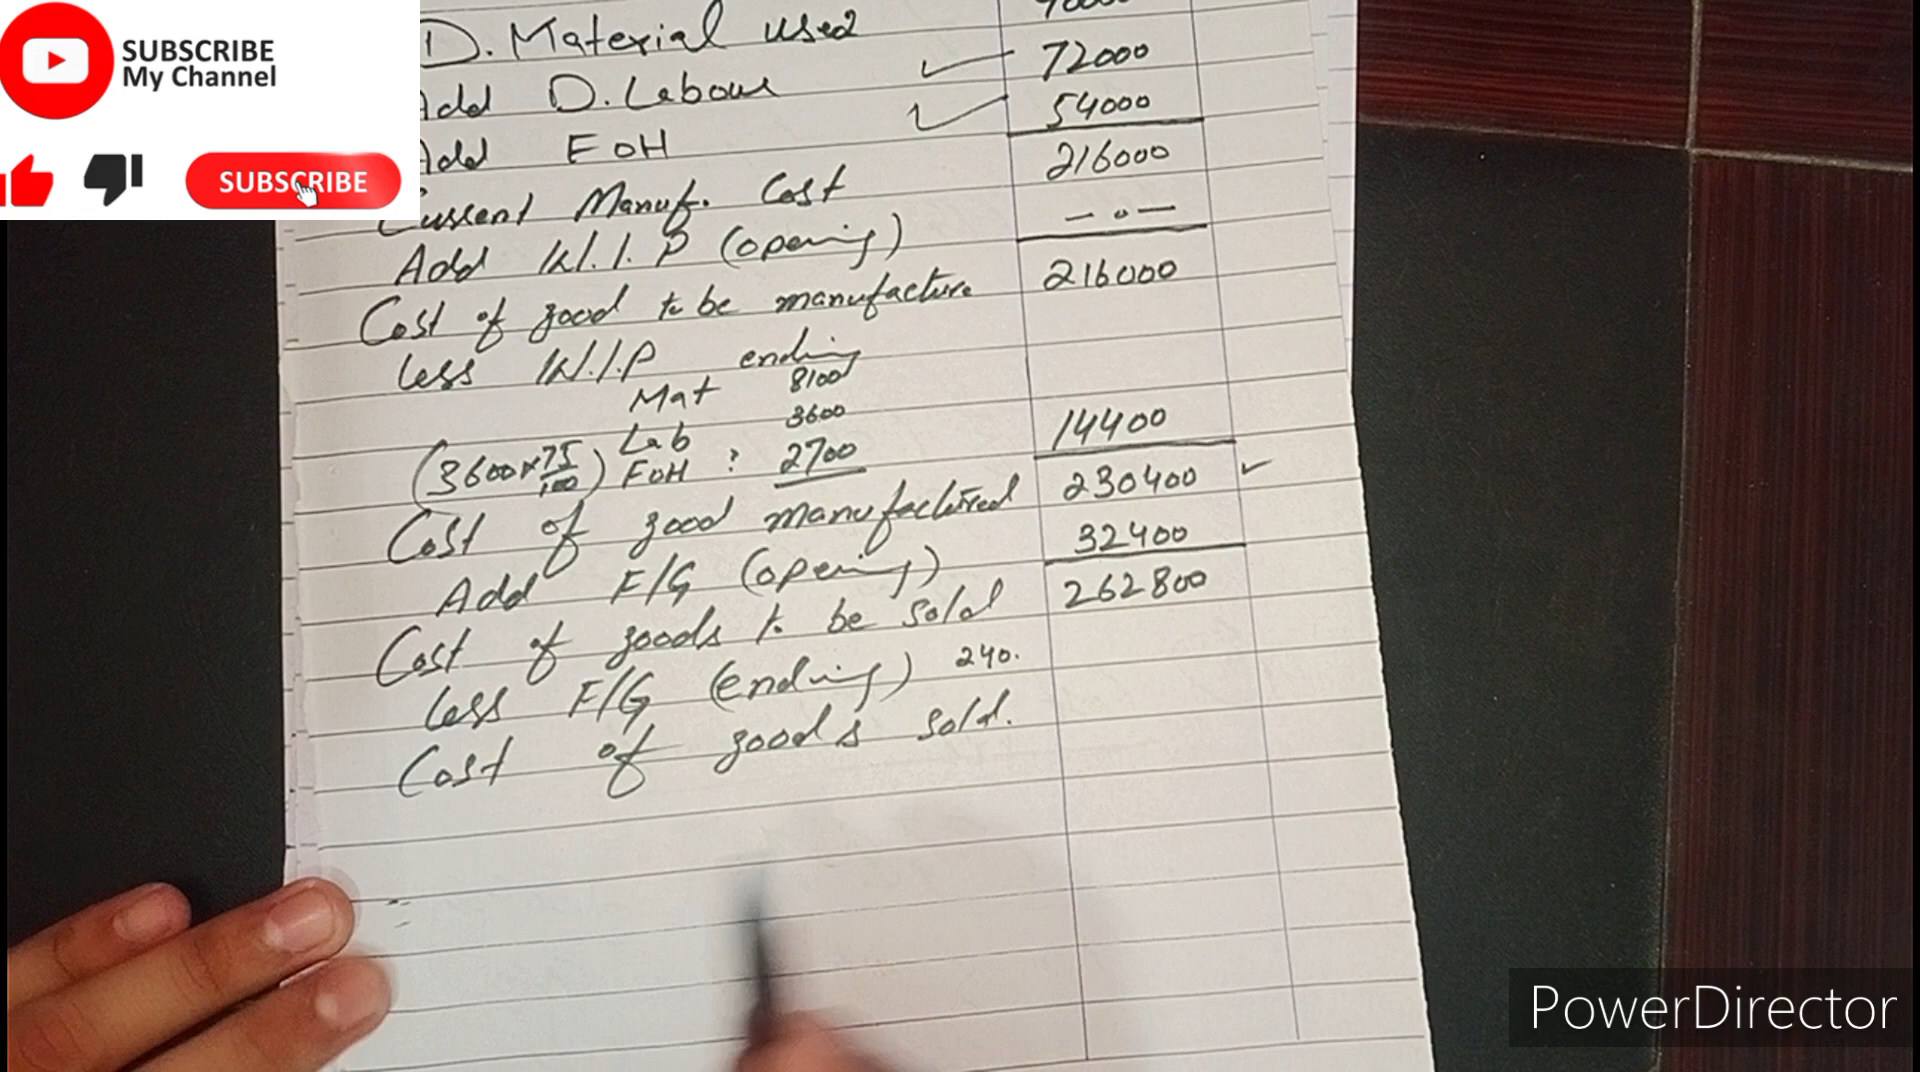 SUBSCRIBE
My Channel
SUBSCRIBE
D. Material used
Add D. Labour 72000
Add FOH 54000
Current Manuf. Cost 216000
Add W.I.P (opening) — o —
Cost of good to be manufacture 216000
Less W.I.P ending
Mat 8100
Lab 3600
(3600×75/100) FOH : 2700 14400
Cost of good manufactured 230400
Add F/G (opening) 32400
Cost of goods to be sold 262800
Less F/G (ending) 240.
Cost of goods sold.
PowerDirector